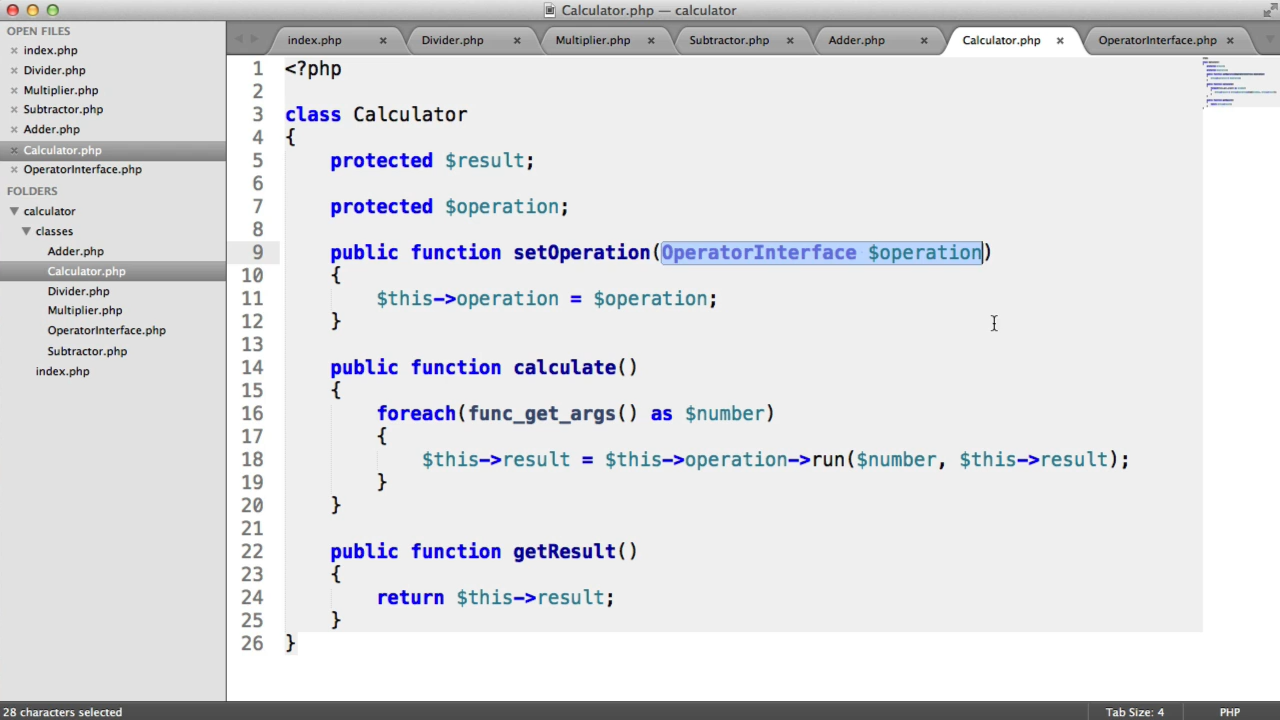 Calculator.php — calculator
OPEN FILES
index.php
Divider.php
Multiplier.php
Subtractor.php
Adder.php
Calculator.php
OperatorInterface.php
FOLDERS
calculator
classes
Adder.php
Calculator.php
Divider.php
Multiplier.php
OperatorInterface.php
Subtractor.php
index.php
index.php Divider.php Multiplier.php Subtractor.php Adder.php Calculator.php OperatorInterface.php
1 <?php
2
3 class Calculator
4 {
5     protected $result;
6
7     protected $operation;
8
9     public function setOperation(OperatorInterface $operation)
10     {
11         $this->operation = $operation;
12     }
13
14     public function calculate()
15     {
16         foreach(func_get_args() as $number)
17         {
18             $this->result = $this->operation->run($number, $this->result);
19         }
20     }
21
22     public function getResult()
23     {
24         return $this->result;
25     }
26 }
28 characters selected
Tab Size: 4 PHP